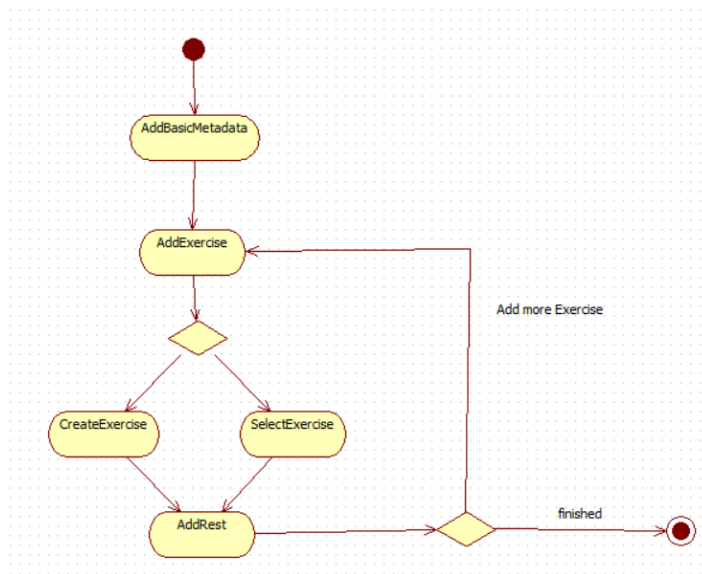 AddBasicMetadata
AddExercise
Add more Exercise
CreateExercise
SelectExercise
AddRest
finished